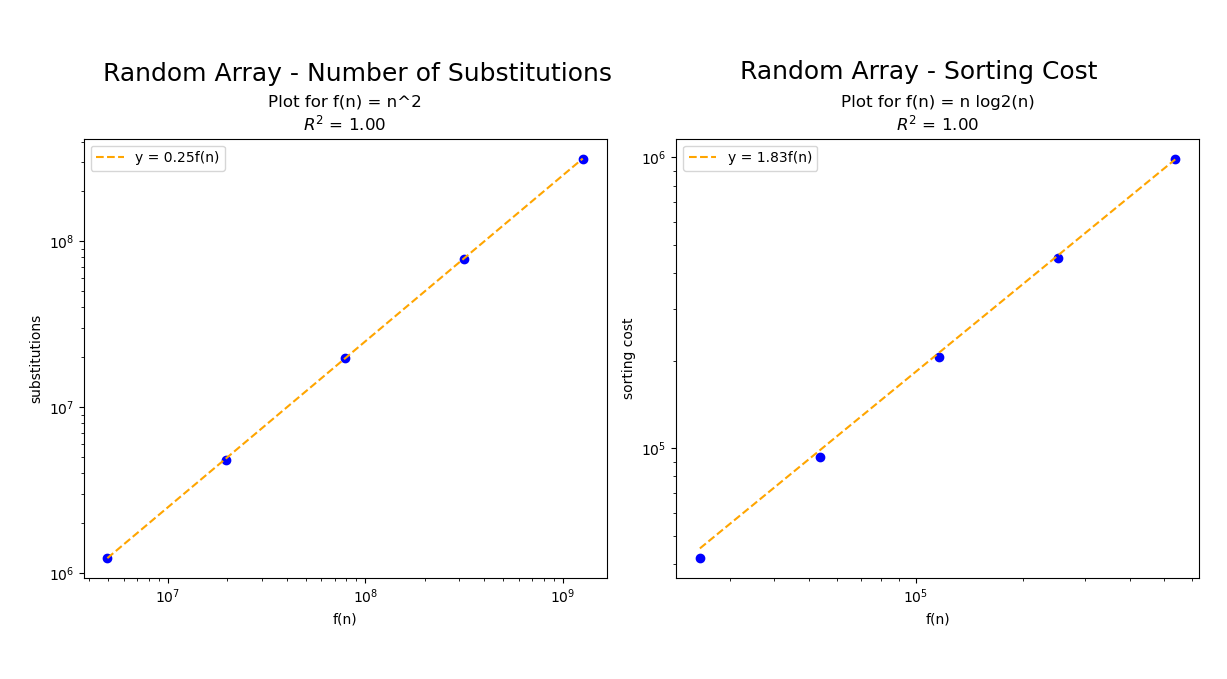 Random Array - Number of Substitutions
Plot for f(n) = n^2
R² = 1.00
y = 0.25f(n)
substitutions
10⁸
10⁷
10⁶
10⁷
10⁸
10⁹
f(n)
Random Array - Sorting Cost
Plot for f(n) = n log2(n)
R² = 1.00
y = 1.83f(n)
sorting cost
10⁶
10⁵
10⁵
f(n)